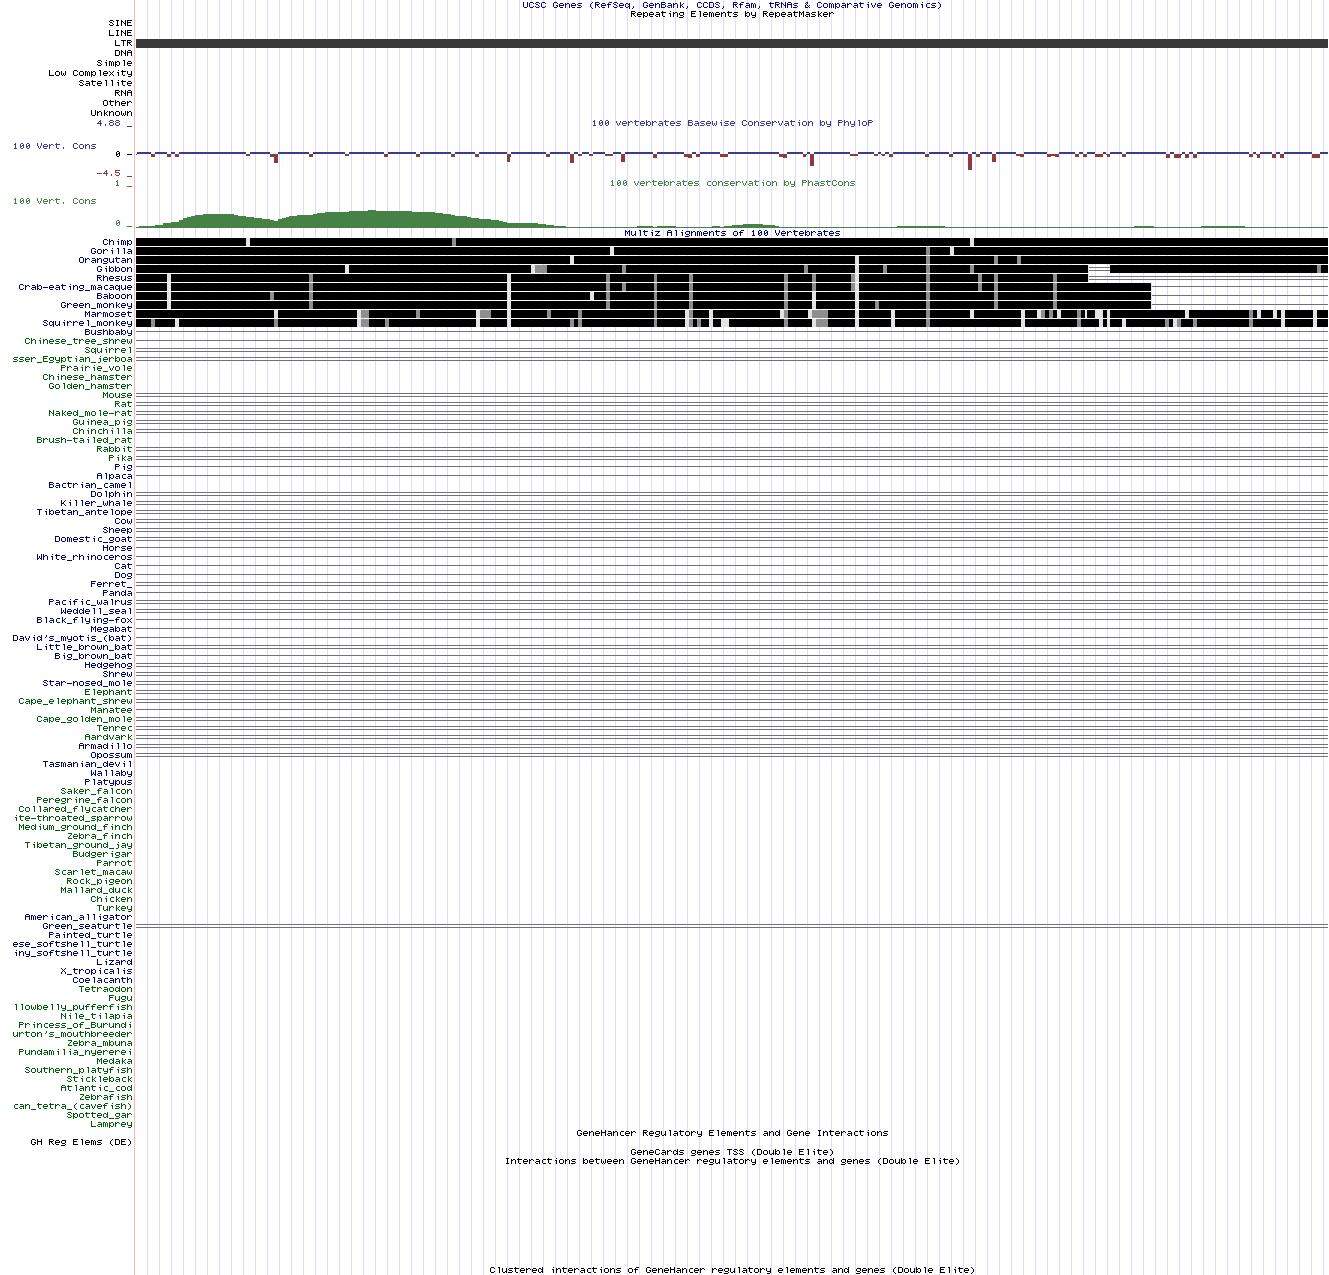 UCSC Genes (RefSeq, GenBank, CCDS, Rfam, tRNAs & Comparative Genomics)
Repeating Elements by RepeatMasker
SINE
LINE
LTR
DNA
Simple
Low Complexity
Satellite
RNA
Other
Unknown
4.88 _
100 vertebrates Basewise Conservation by PhyloP
100 Vert. Cons
0 -
-4.5 _
1 _
100 vertebrates conservation by PhastCons
100 Vert. Cons
0 _
Multiz Alignments of 100 Vertebrates
Chimp
Gorilla
Orangutan
Gibbon
Rhesus
Crab-eating_macaque
Baboon
Green_monkey
Marmoset
Squirrel_monkey
Bushbaby
Chinese_tree_shrew
Squirrel
sser_Egyptian_jerboa
Prairie_vole
Chinese_hamster
Golden_hamster
Mouse
Rat
Naked_mole-rat
Guinea_pig
Chinchilla
Brush-tailed_rat
Rabbit
Pika
Pig
Alpaca
Bactrian_camel
Dolphin
Killer_whale
Tibetan_antelope
Cow
Sheep
Domestic_goat
Horse
White_rhinoceros
Cat
Dog
Ferret_
Panda
Pacific_walrus
Weddell_seal
Black_flying-fox
Megabat
David's_myotis_(bat)
Little_brown_bat
Big_brown_bat
Hedgehog
Shrew
Star-nosed_mole
Elephant
Cape_elephant_shrew
Manatee
Cape_golden_mole
Tenrec
Aardvark
Armadillo
Opossum
Tasmanian_devil
Wallaby
Platypus
Saker_falcon
Peregrine_falcon
Collared_flycatcher
ite-throated_sparrow
Medium_ground_finch
Zebra_finch
Tibetan_ground_jay
Budgerigar
Parrot
Scarlet_macaw
Rock_pigeon
Mallard_duck
Chicken
Turkey
American_alligator
Green_seaturtle
Painted_turtle
ese_softshell_turtle
iny_softshell_turtle
Lizard
X_tropicalis
Coelacanth
Tetraodon
Fugu
llowbelly_pufferfish
Nile_tilapia
Princess_of_Burundi
urton's_mouthbreeder
Zebra_mbuna
Pundamilia_nyererei
Medaka
Southern_platyfish
Stickleback
Atlantic_cod
Zebrafish
can_tetra_(cavefish)
Spotted_gar
Lamprey
GeneHancer Regulatory Elements and Gene Interactions
GH Reg Elems (DE)
GeneCards genes TSS (Double Elite)
Interactions between GeneHancer regulatory elements and genes (Double Elite)
Clustered interactions of GeneHancer regulatory elements and genes (Double Elite)